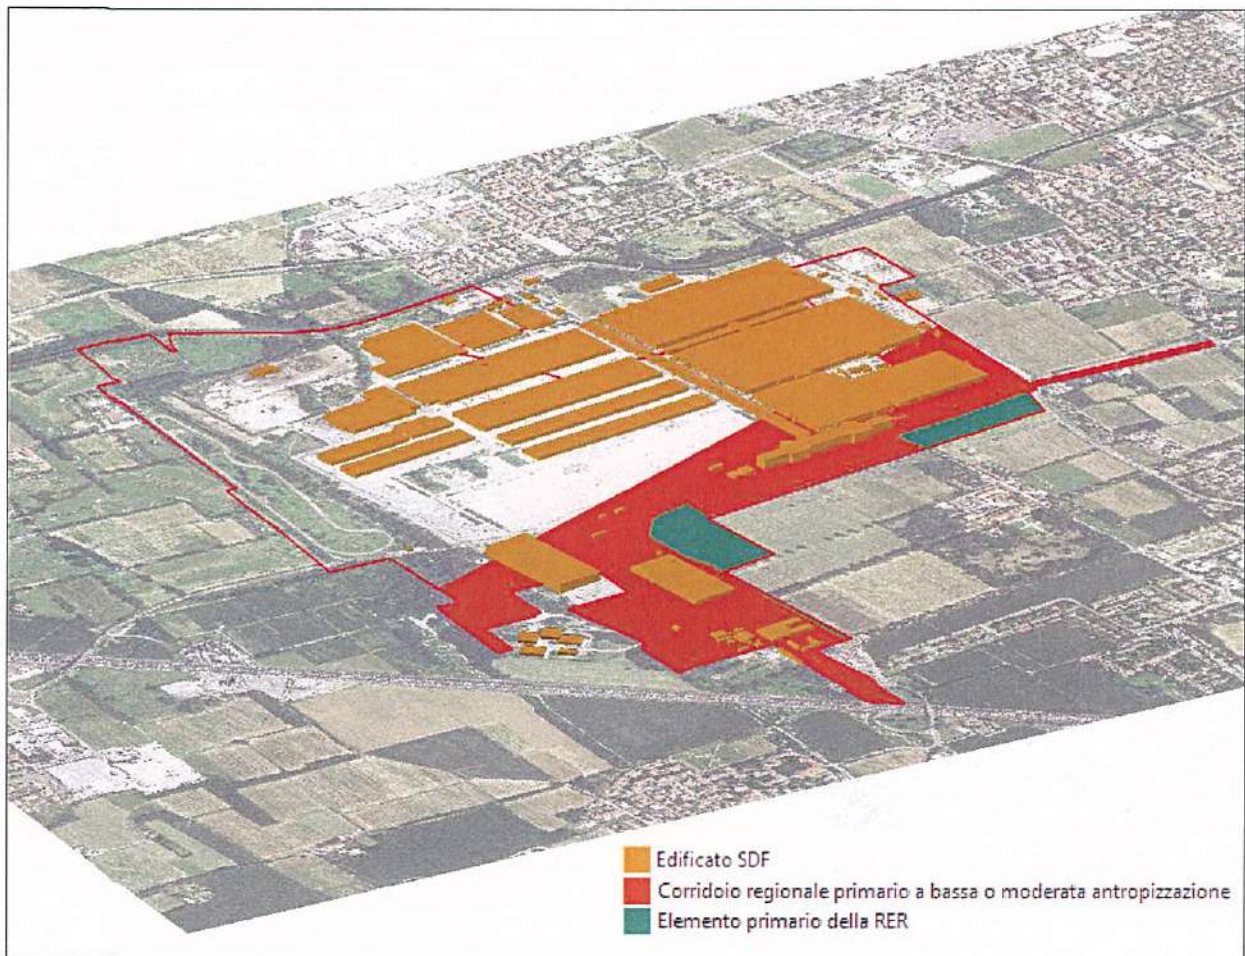 Edificato SDF
Corridoio regionale primario a bassa o moderata antropizzazione
Elemento primario della RER